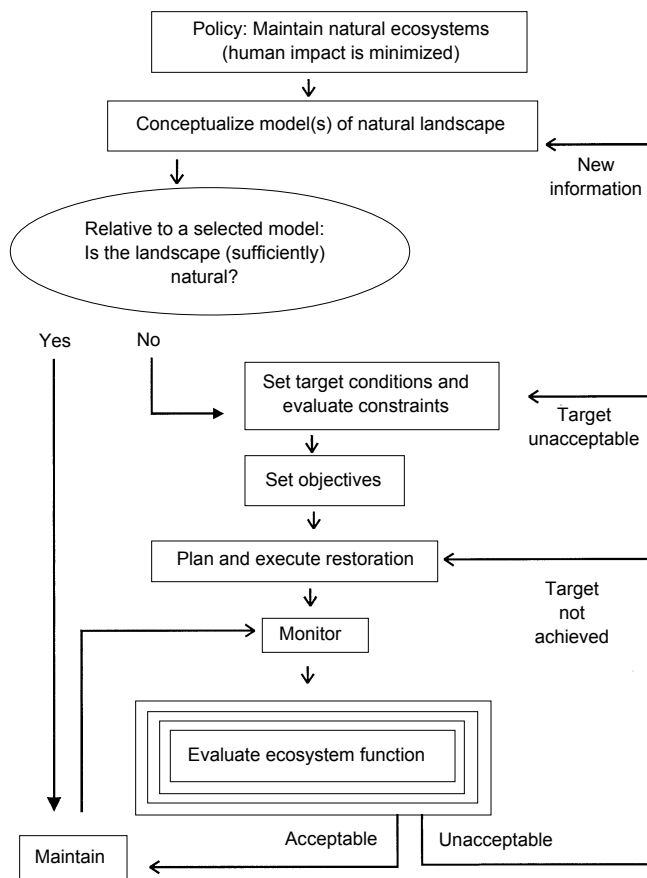 Policy: Maintain natural ecosystems
(human impact is minimized)
Conceptualize model(s) of natural landscape
New
information
Relative to a selected model:
Is the landscape (sufficiently)
natural?
Yes
No
Set target conditions and
evaluate constraints
Target
unacceptable
Set objectives
Plan and execute restoration
Target
not
achieved
Monitor
Evaluate ecosystem function
Acceptable
Unacceptable
Maintain